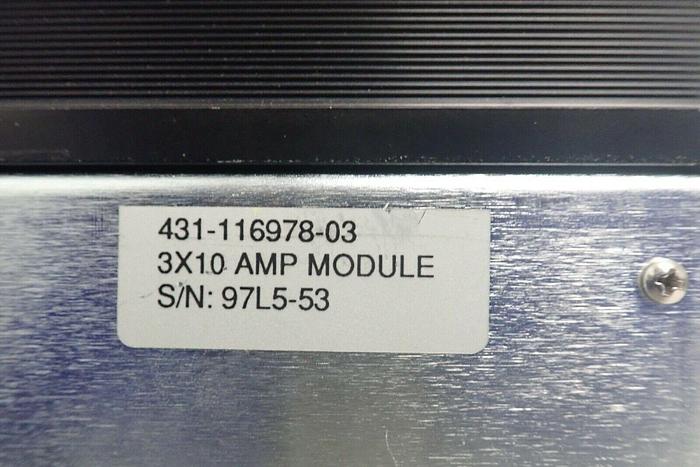 431-116978-03
3X10 AMP MODULE
S/N: 97L5-53